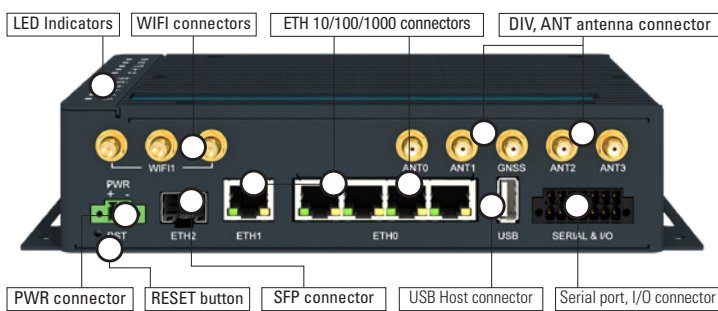 LED Indicators
WIFI connectors
ETH 10/100/1000 connectors
DIV, ANT antenna connector
WIFI1
ANT0
ANT1
GNSS
ANT2
ANT3
PWR
+ -
RST
ETH2
ETH1
ETH0
USB
SERIAL & I/O
PWR connector
RESET button
SFP connector
USB Host connector
Serial port, I/O connector